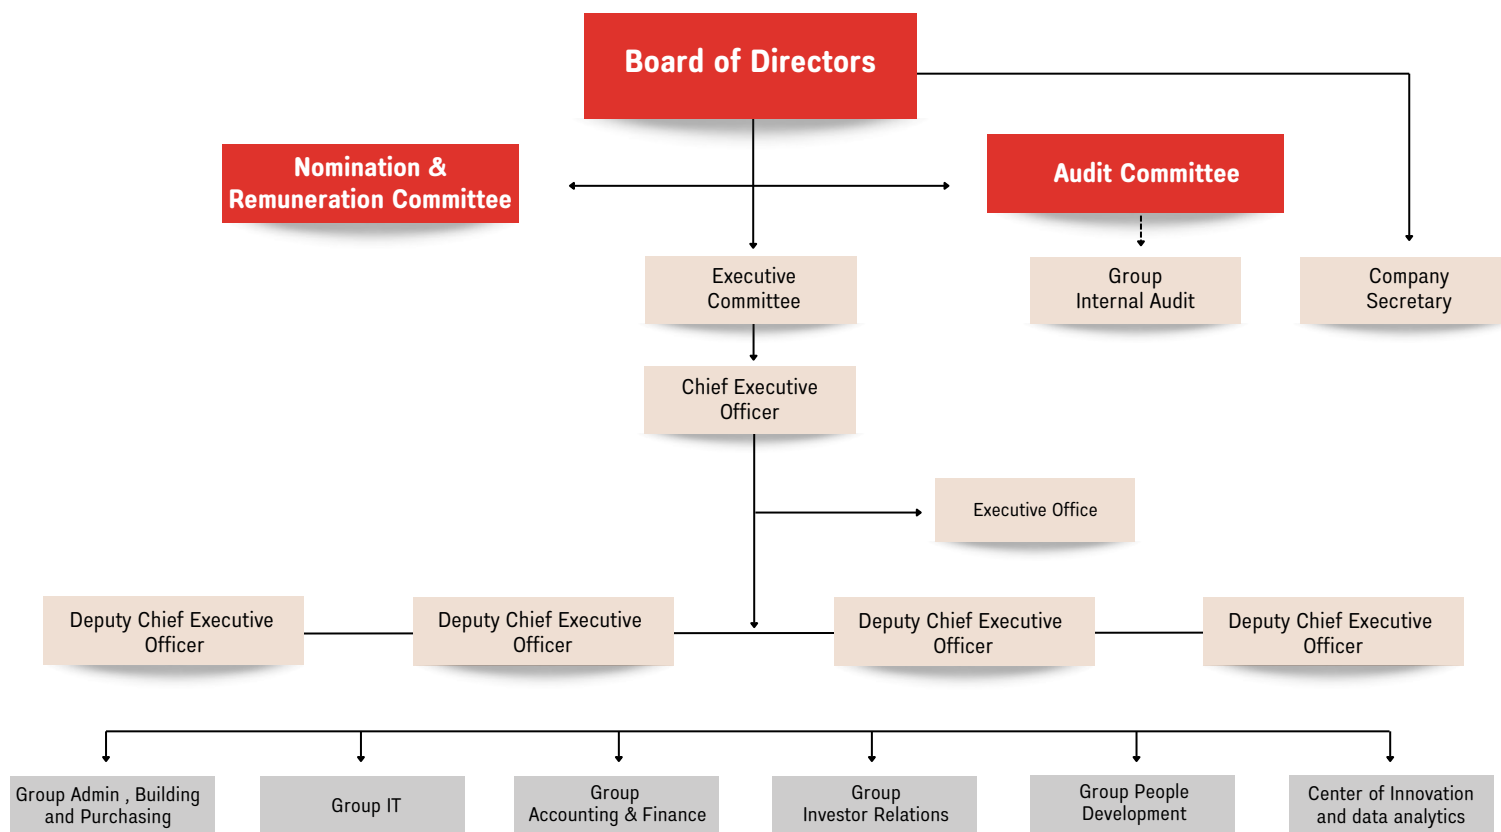 Board of Directors
Nomination &
Remuneration Committee
Audit Committee
Executive
Committee
Group
Internal Audit
Company
Secretary
Chief Executive
Officer
Executive Office
Deputy Chief Executive
Officer
Deputy Chief Executive
Officer
Deputy Chief Executive
Officer
Deputy Chief Executive
Officer
Group Admin , Building
and Purchasing
Group IT
Group
Accounting & Finance
Group
Investor Relations
Group People
Development
Center of Innovation
and data analytics